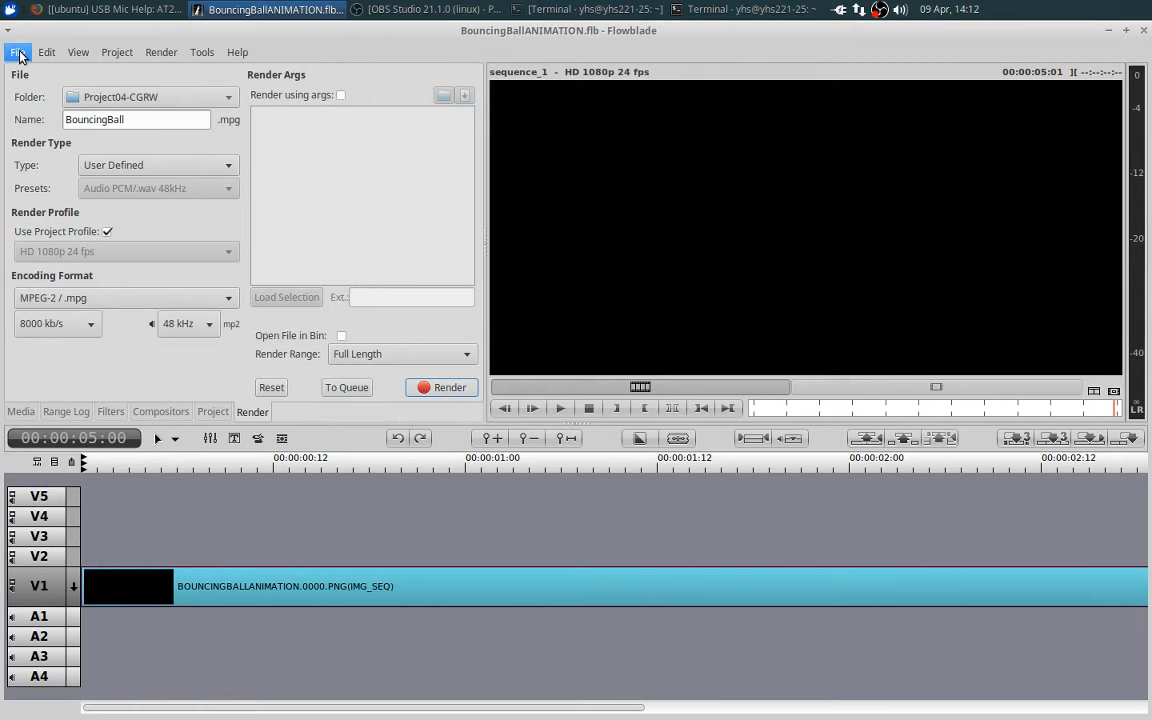 [[ubuntu] USB Mic Help: AT2...
BouncingBallANIMATION.flb...
[OBS Studio 21.1.0 (linux) - P...
[Terminal - yhs@yhs221-25: ~]
Terminal - yhs@yhs221-25: ~
09 Apr, 14:12
BouncingBallANIMATION.flb - Flowblade
File Edit View Project Render Tools Help
File
Folder: Project04-CGRW
Name: BouncingBall .mpg
Render Type
Type: User Defined
Presets: Audio PCM/.wav 48kHz
Render Profile
Use Project Profile:
HD 1080p 24 fps
Encoding Format
MPEG-2 / .mpg
8000 kb/s 48 kHz mp2
Render Args
Render using args:
Load Selection Ext.:
Open File in Bin:
Render Range: Full Length
Reset To Queue Render
sequence_1 - HD 1080p 24 fps
00:00:05:01 ][ --:--:--:--
0
-4
-12
-20
-40
∞
LR
Media Range Log Filters Compositors Project Render
00:00:05:00
00:00:00:12 00:00:01:00 00:00:01:12 00:00:02:00 00:00:02:12
V5
V4
V3
V2
V1
BOUNCINGBALLANIMATION.0000.PNG(IMG_SEQ)
A1
A2
A3
A4